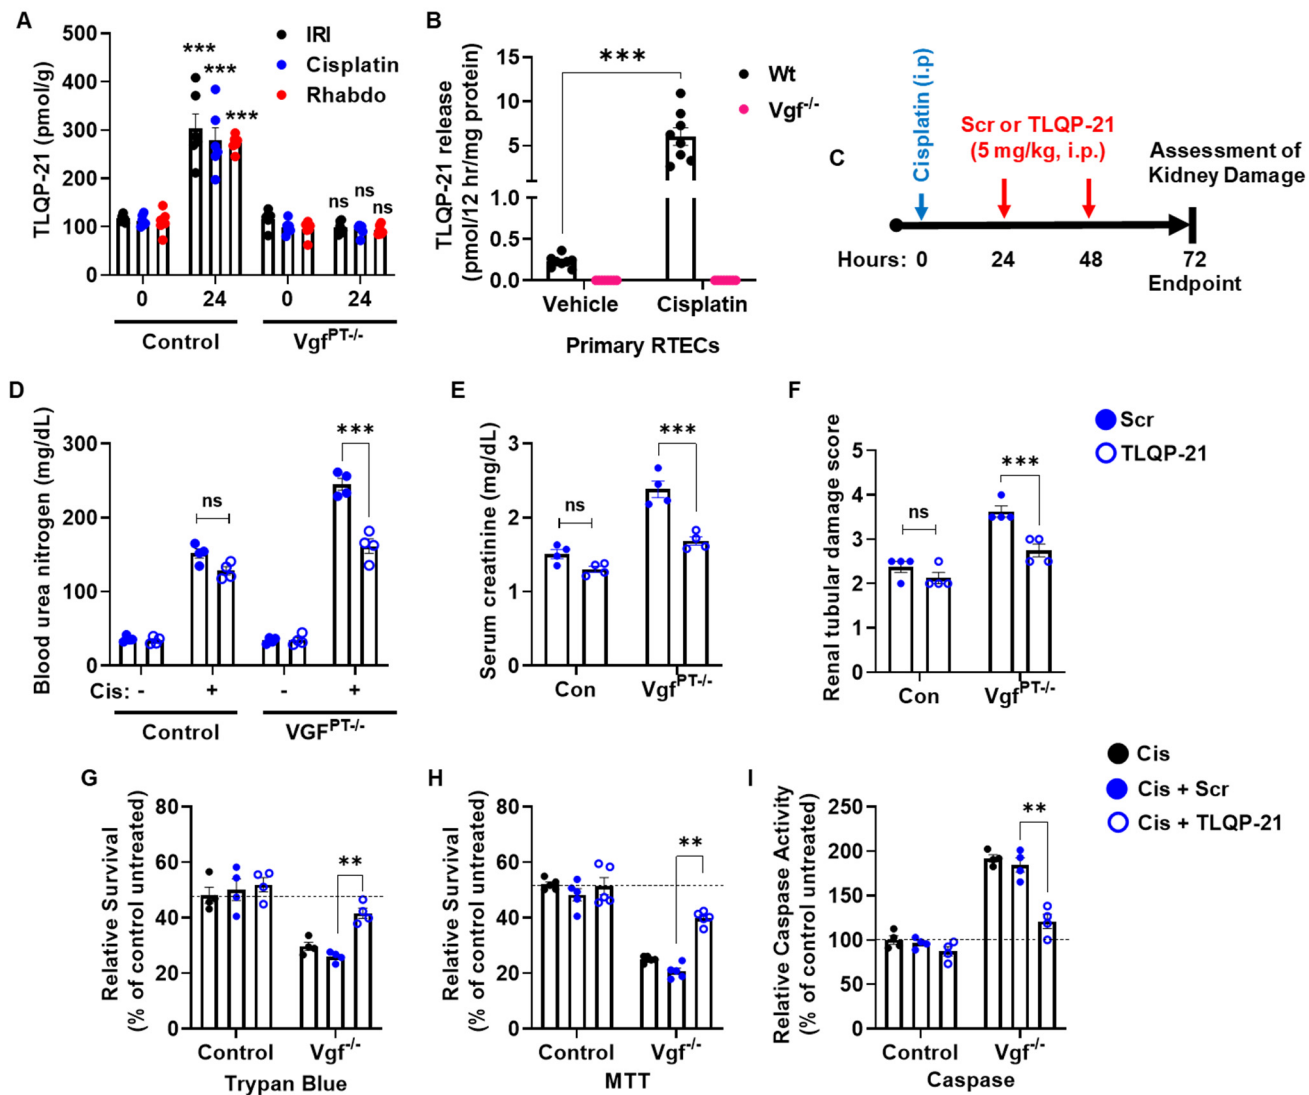 A
TLQP-21 (pmol/g)
500
400
300
200
100
0
***
***
***
ns
ns
ns
IRI
Cisplatin
Rhabdo
0
24
0
24
Control
Vgf^PT-/-
B
TLQP-21 release
(pmol/12 hr/mg protein)
15
10
5
1.0
0.5
0.0
***
Wt
Vgf^-/-
Vehicle
Cisplatin
Primary RTECs
C
Cisplatin (i.p)
Scr or TLQP-21
(5 mg/kg, i.p.)
Assessment of
Kidney Damage
Hours: 0
24
48
72
Endpoint
D
Blood urea nitrogen (mg/dL)
300
200
100
0
ns
***
Cis: - + - +
Control
VGF^PT-/-
E
Serum creatinine (mg/dL)
3
2
1
0
ns
***
Con
Vgf^PT-/-
F
Renal tubular damage score
5
4
3
2
1
0
ns
***
Con
Vgf^PT-/-
Scr
TLQP-21
G
Relative Survival
(% of control untreated)
80
60
40
20
0
**
Control
Vgf^-/-
Trypan Blue
H
Relative Survival
(% of control untreated)
80
60
40
20
0
**
Control
Vgf^-/-
MTT
I
Relative Caspase Activity
(% of control untreated)
250
200
150
100
50
0
**
Control
Vgf^-/-
Caspase
Cis
Cis + Scr
Cis + TLQP-21